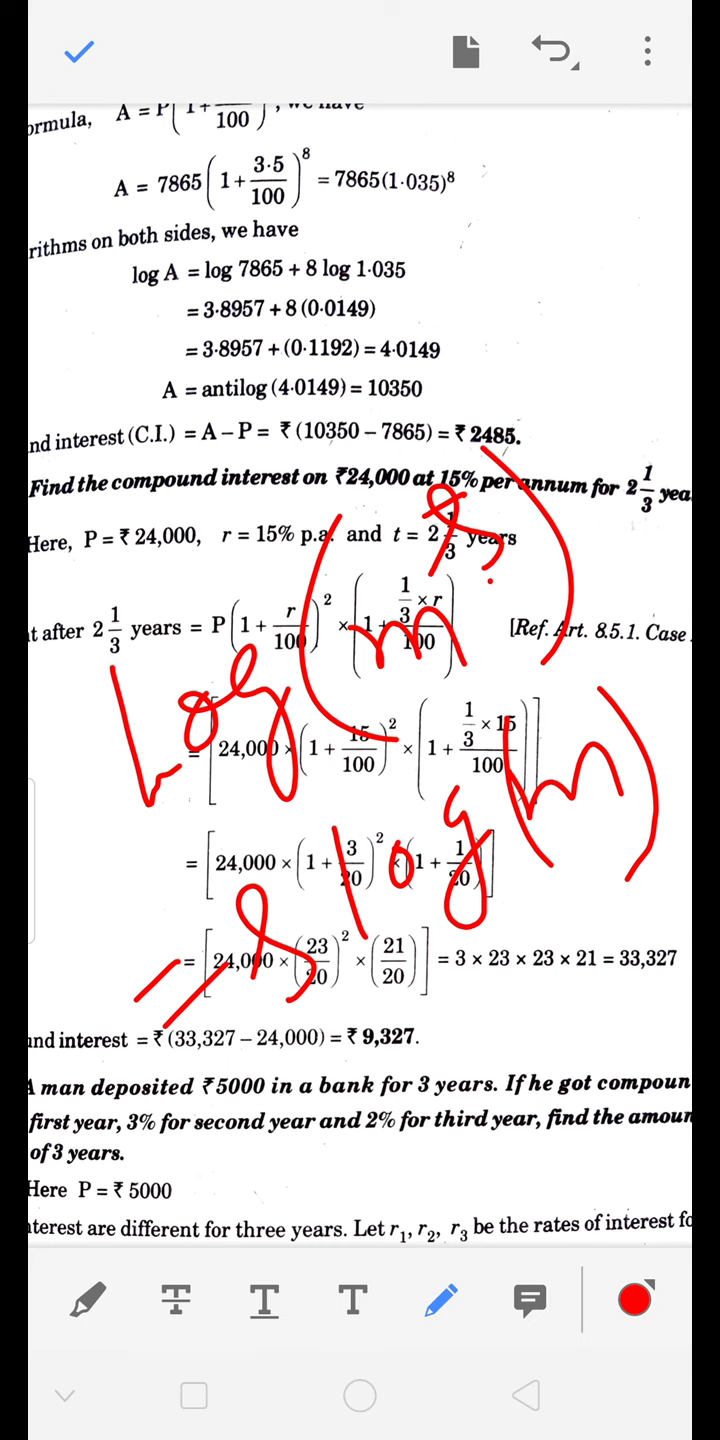 ormula, A = P(1 + /100), we have
A = 7865(1 + 3·5/100)^8 = 7865(1·035)^8
rithms on both sides, we have
log A = log 7865 + 8 log 1·035
= 3·8957 + 8 (0·0149)
= 3·8957 + (0·1192) = 4·0149
A = antilog (4·0149) = 10350
nd interest (C.I.) = A – P = ₹ (10350 – 7865) = ₹ 2485.
Find the compound interest on ₹24,000 at 15% per annum for 2 1/3 yea
Here, P = ₹ 24,000, r = 15% p.a. and t = 2 1/3 years
t after 2 1/3 years = P(1 + r/100)^2 × (1 + (1/3 × r)/100) [Ref. Art. 8.5.1. Case
= [24,000 × (1 + 15/100)^2 × (1 + (1/3 × 15)/100)]
= [24,000 × (1 + 3/20)^2 × (1 + 1/20)]
= [24,000 × (23/20)^2 × (21/20)] = 3 × 23 × 23 × 21 = 33,327
und interest = ₹ (33,327 – 24,000) = ₹ 9,327.
A man deposited ₹5000 in a bank for 3 years. If he got compoun
first year, 3% for second year and 2% for third year, find the amoun
of 3 years.
Here P = ₹ 5000
nterest are different for three years. Let r1, r2, r3 be the rates of interest fo
Log (m)
= log (m)
T T T